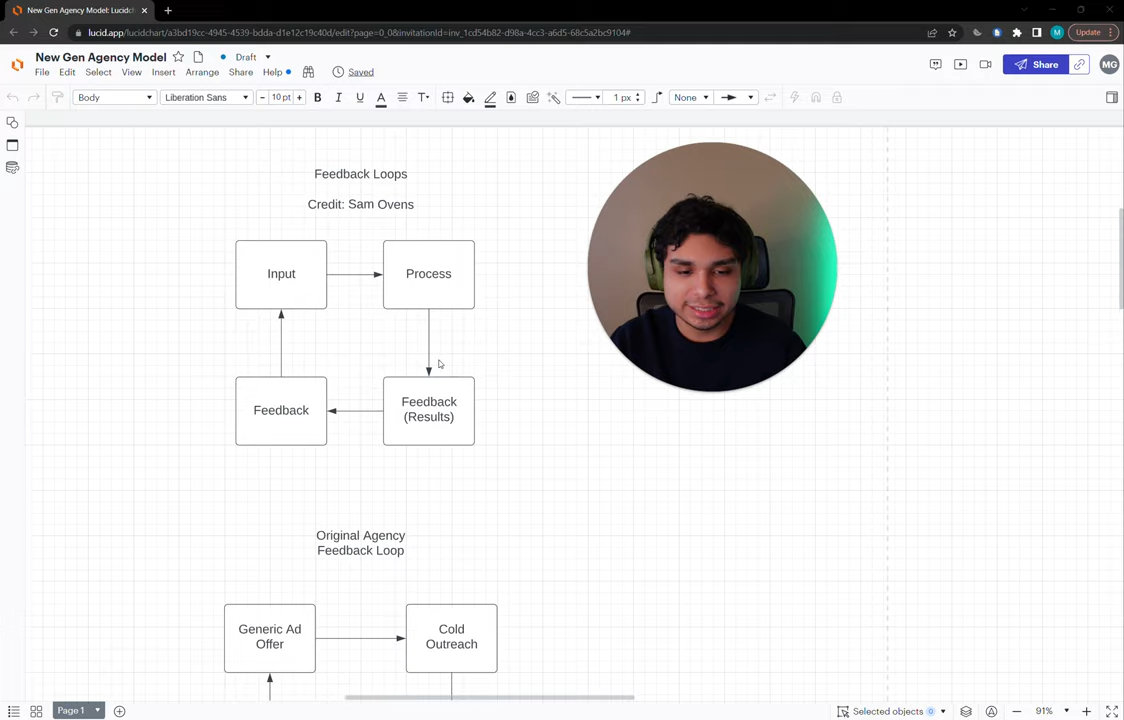 New Gen Agency Model: Lucidch
lucid.app/lucidchart/a3bd19cc-4945-4539-bdda-d1e12c19c40d/edit?page=0_0&invitationId=inv_1cd54b82-d98a-4cc3-a6d5-68c5a2bc9104#
M
Update
New Gen Agency Model
Draft
File Edit Select View Insert Arrange Share Help
Saved
Share
MG
Body
Liberation Sans
10 pt
B I U A T
1 px
None
Feedback Loops
Credit: Sam Ovens
Input
Process
Feedback
Feedback
(Results)
Original Agency
Feedback Loop
Generic Ad
Offer
Cold
Outreach
Page 1
Selected objects 0
91%